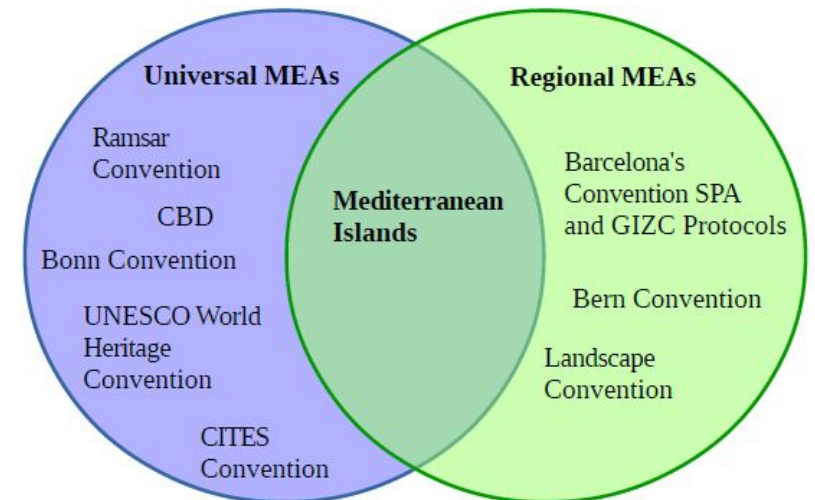 Universal MEAs
Ramsar
Convention
CBD
Bonn Convention
UNESCO World
Heritage
Convention
CITES
Convention
Mediterranean
Islands
Regional MEAs
Barcelona's
Convention SPA
and GIZC Protocols
Bern Convention
Landscape
Convention